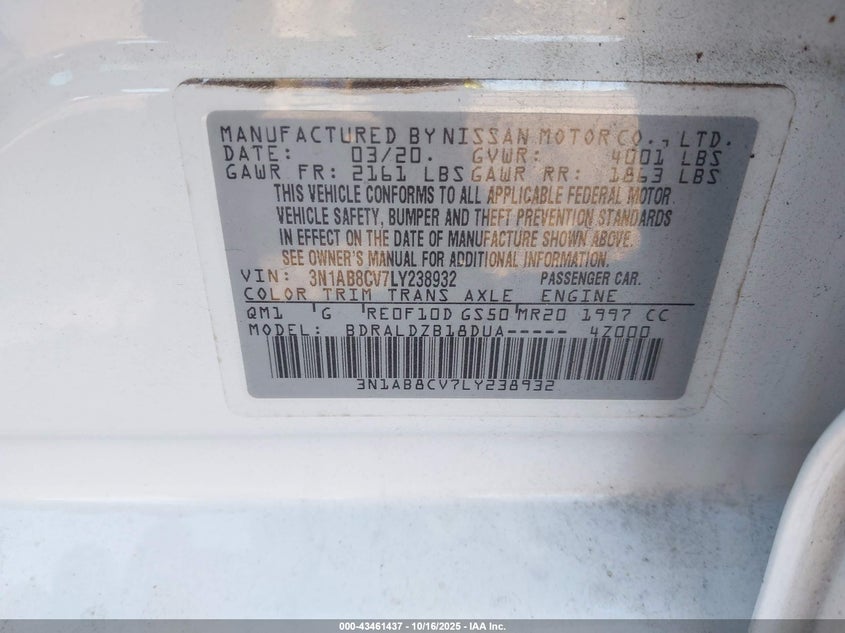 MANUFACTURED BY NISSAN MOTOR CO., LTD.
DATE: 03/20. GVWR: 4001 LBS
GAWR FR: 2161 LBS GAWR RR: 1863 LBS
THIS VEHICLE CONFORMS TO ALL APPLICABLE FEDERAL MOTOR
VEHICLE SAFETY, BUMPER AND THEFT PREVENTION STANDARDS
IN EFFECT ON THE DATE OF MANUFACTURE SHOWN ABOVE.
SEE OWNER'S MANUAL FOR ADDITIONAL INFORMATION.
VIN: 3N1AB8CV7LY238932 PASSENGER CAR.
COLOR TRIM TRANS AXLE ENGINE
QM1 G RE0F10D GS50 MR20 1997 CC
MODEL: BDRALDZB18DUA----- 4Z000
3N1AB8CV7LY238932
000-43461437 - 10/16/2025 - IAA Inc.